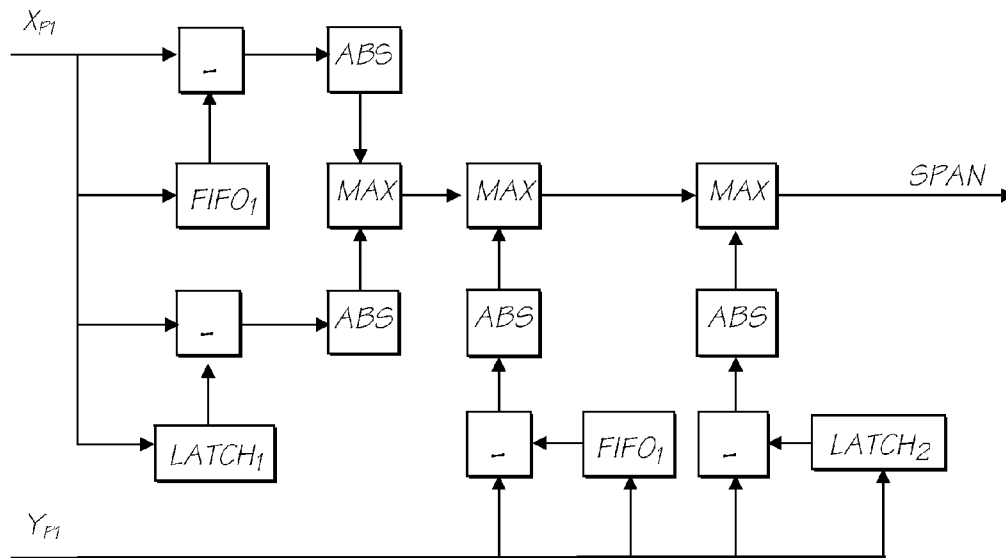 X_P1
– ABS
FIFO₁ MAX MAX MAX SPAN
– ABS ABS ABS
LATCH₁ – FIFO₁ – LATCH₂
Y_P1